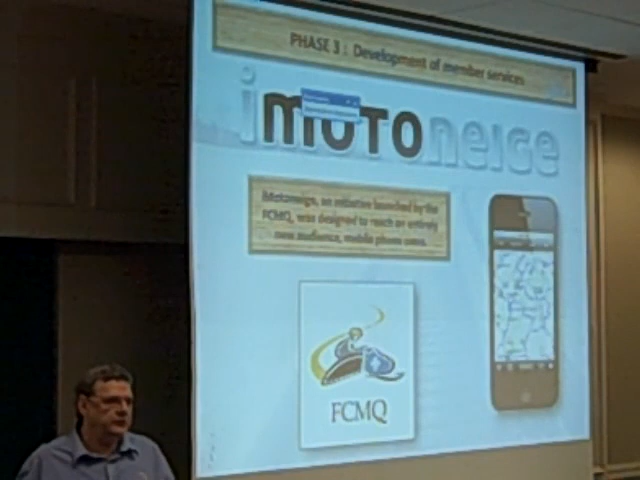 PHASE 3 : Development of member services
iMOTOneige
iMotoneige, an initiative launched by the
FCMQ, was designed to reach an entirely
new audience, mobile phone users.
FCMQ